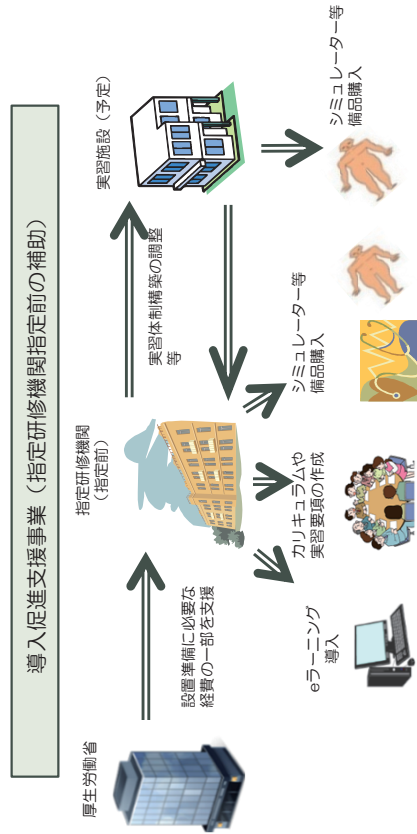 導入促進支援事業（指定研修機関指定前の補助）
厚生労働省
設置準備に必要な
経費の一部を支援
指定研修機関
（指定前）
実習体制構築の調整
等
実習施設（予定）
eラーニング
導入
カリキュラムや
実習要項の作成
シミュレーター等
備品購入
シミュレーター等
備品購入